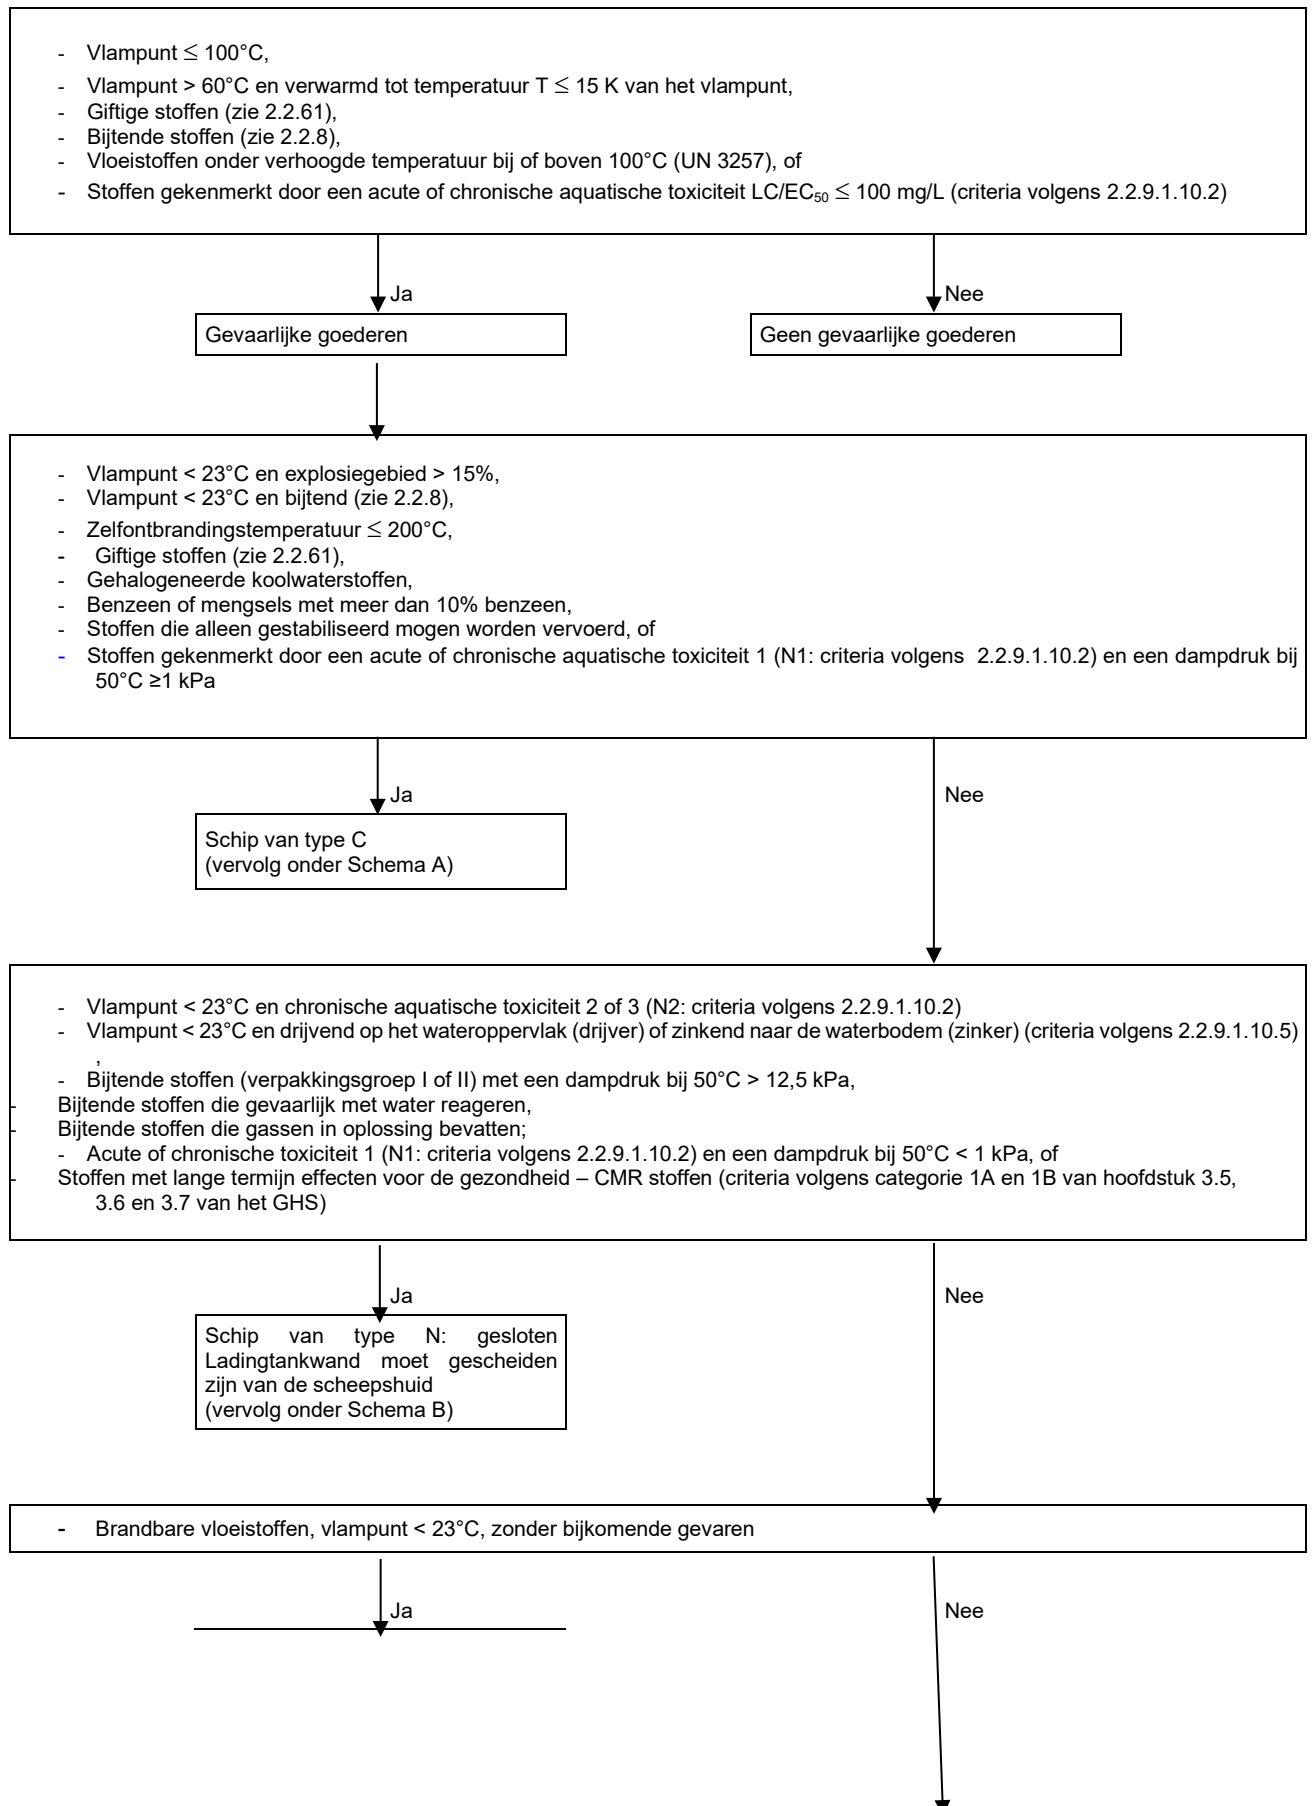 - Vlampunt ≤ 100°C,
- Vlampunt > 60°C en verwarmd tot temperatuur T ≤ 15 K van het vlampunt,
- Giftige stoffen (zie 2.2.61),
- Bijtende stoffen (zie 2.2.8),
- Vloeistoffen onder verhoogde temperatuur bij of boven 100°C (UN 3257), of
- Stoffen gekenmerkt door een acute of chronische aquatische toxiciteit LC/EC50 ≤ 100 mg/L (criteria volgens 2.2.9.1.10.2)
Ja
Nee
Gevaarlijke goederen
Geen gevaarlijke goederen
- Vlampunt < 23°C en explosiegebied > 15%,
- Vlampunt < 23°C en bijtend (zie 2.2.8),
- Zelfontbrandingstemperatuur ≤ 200°C,
- Giftige stoffen (zie 2.2.61),
- Gehalogeneerde koolwaterstoffen,
- Benzeen of mengsels met meer dan 10% benzeen,
- Stoffen die alleen gestabiliseerd mogen worden vervoerd, of
- Stoffen gekenmerkt door een acute of chronische aquatische toxiciteit 1 (N1: criteria volgens 2.2.9.1.10.2) en een dampdruk bij
50°C ≥1 kPa
Ja
Nee
Schip van type C
(vervolg onder Schema A)
- Vlampunt < 23°C en chronische aquatische toxiciteit 2 of 3 (N2: criteria volgens 2.2.9.1.10.2)
- Vlampunt < 23°C en drijvend op het wateroppervlak (drijver) of zinkend naar de waterbodem (zinker) (criteria volgens 2.2.9.1.10.5)
,
- Bijtende stoffen (verpakkingsgroep I of II) met een dampdruk bij 50°C > 12,5 kPa,
- Bijtende stoffen die gevaarlijk met water reageren,
- Bijtende stoffen die gassen in oplossing bevatten;
- Acute of chronische toxiciteit 1 (N1: criteria volgens 2.2.9.1.10.2) en een dampdruk bij 50°C < 1 kPa, of
- Stoffen met lange termijn effecten voor de gezondheid – CMR stoffen (criteria volgens categorie 1A en 1B van hoofdstuk 3.5,
3.6 en 3.7 van het GHS)
Ja
Nee
Schip van type N: gesloten
Ladingtankwand moet gescheiden
zijn van de scheepshuid
(vervolg onder Schema B)
- Brandbare vloeistoffen, vlampunt < 23°C, zonder bijkomende gevaren
Ja
Nee